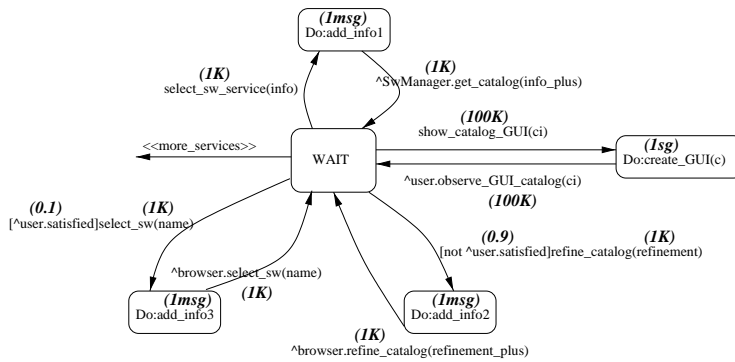 (1msg)
Do:add_info1
(1K)
select_sw_service(info)
(1K)
^SwManager.get_catalog(info_plus)
(100K)
show_catalog_GUI(ci)
<<more_services>>
WAIT
(1sg)
Do:create_GUI(c)
^user.observe_GUI_catalog(ci)
(100K)
(0.1) (1K)
[^user.satisfied]select_sw(name)
(0.9) (1K)
[not ^user.satisfied]refine_catalog(refinement)
^browser.select_sw(name)
(1K)
(1msg)
Do:add_info3
(1msg)
Do:add_info2
(1K)
^browser.refine_catalog(refinement_plus)